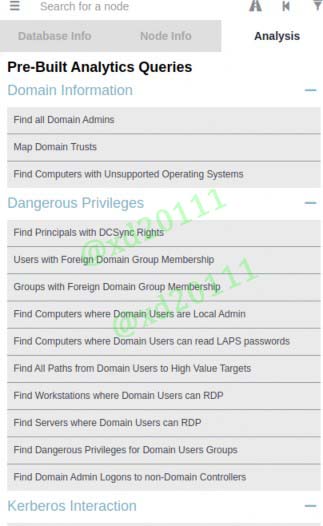 Search for a node
Database Info Node Info Analysis
Pre-Built Analytics Queries
Domain Information
Find all Domain Admins
Map Domain Trusts
Find Computers with Unsupported Operating Systems
Dangerous Privileges
Find Principals with DCSync Rights
Users with Foreign Domain Group Membership
Groups with Foreign Domain Group Membership
Find Computers where Domain Users are Local Admin
Find Computers where Domain Users can read LAPS passwords
Find All Paths from Domain Users to High Value Targets
Find Workstations where Domain Users can RDP
Find Servers where Domain Users can RDP
Find Dangerous Privileges for Domain Users Groups
Find Domain Admin Logons to non-Domain Controllers
Kerberos Interaction
@xd20111
@xd20111